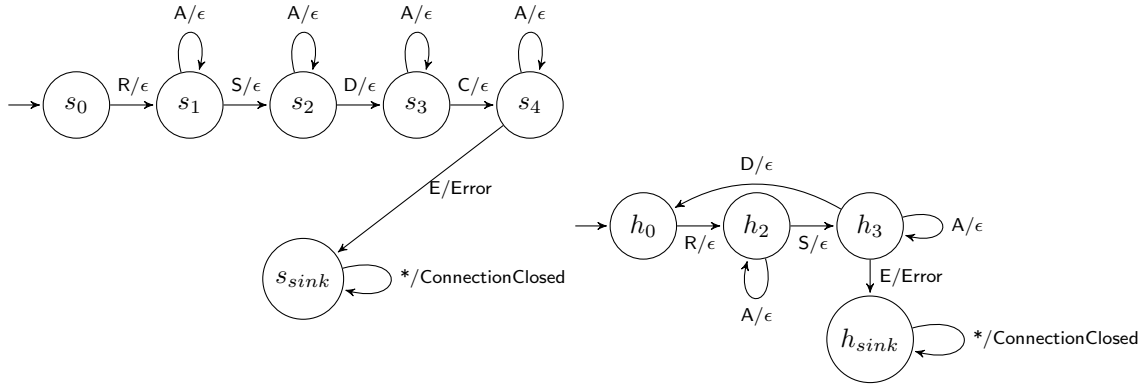 A/ϵ A/ϵ A/ϵ A/ϵ
s0 R/ϵ s1 S/ϵ s2 D/ϵ s3 C/ϵ s4
E/Error
ssink */ConnectionClosed
D/ϵ
h0 R/ϵ h2 S/ϵ h3 A/ϵ
A/ϵ
E/Error
hsink */ConnectionClosed